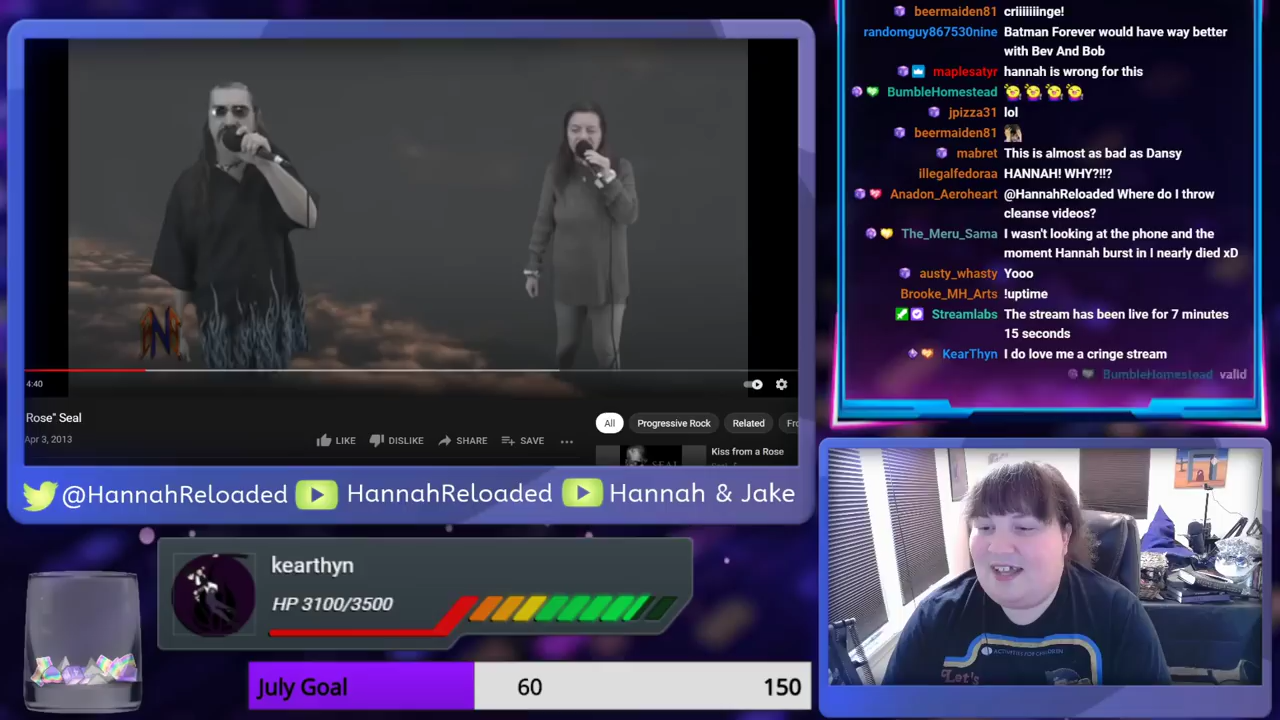 4:40
Rose" Seal
Apr 3, 2013
LIKE
DISLIKE
SHARE
SAVE
All
Progressive Rock
Related
Kiss from a Rose
@HannahReloaded
HannahReloaded
Hannah & Jake
kearthyn
HP 3100/3500
July Goal
60
150
beermaiden81 criiiiiiinge!
randomguy867530nine Batman Forever would have way better
with Bev And Bob
maplesatyr hannah is wrong for this
BumbleHomestead
jpizza31 lol
beermaiden81
mabret This is almost as bad as Dansy
illegalfedoraa HANNAH! WHY?!!?
Anadon_Aeroheart @HannahReloaded Where do I throw
cleanse videos?
The_Meru_Sama I wasn't looking at the phone and the
moment Hannah burst in I nearly died xD
austy_whasty Yooo
Brooke_MH_Arts !uptime
Streamlabs The stream has been live for 7 minutes
15 seconds
KearThyn I do love me a cringe stream
BumbleHomestead valid
ACTIVITIES FOR CHILDREN
Let's